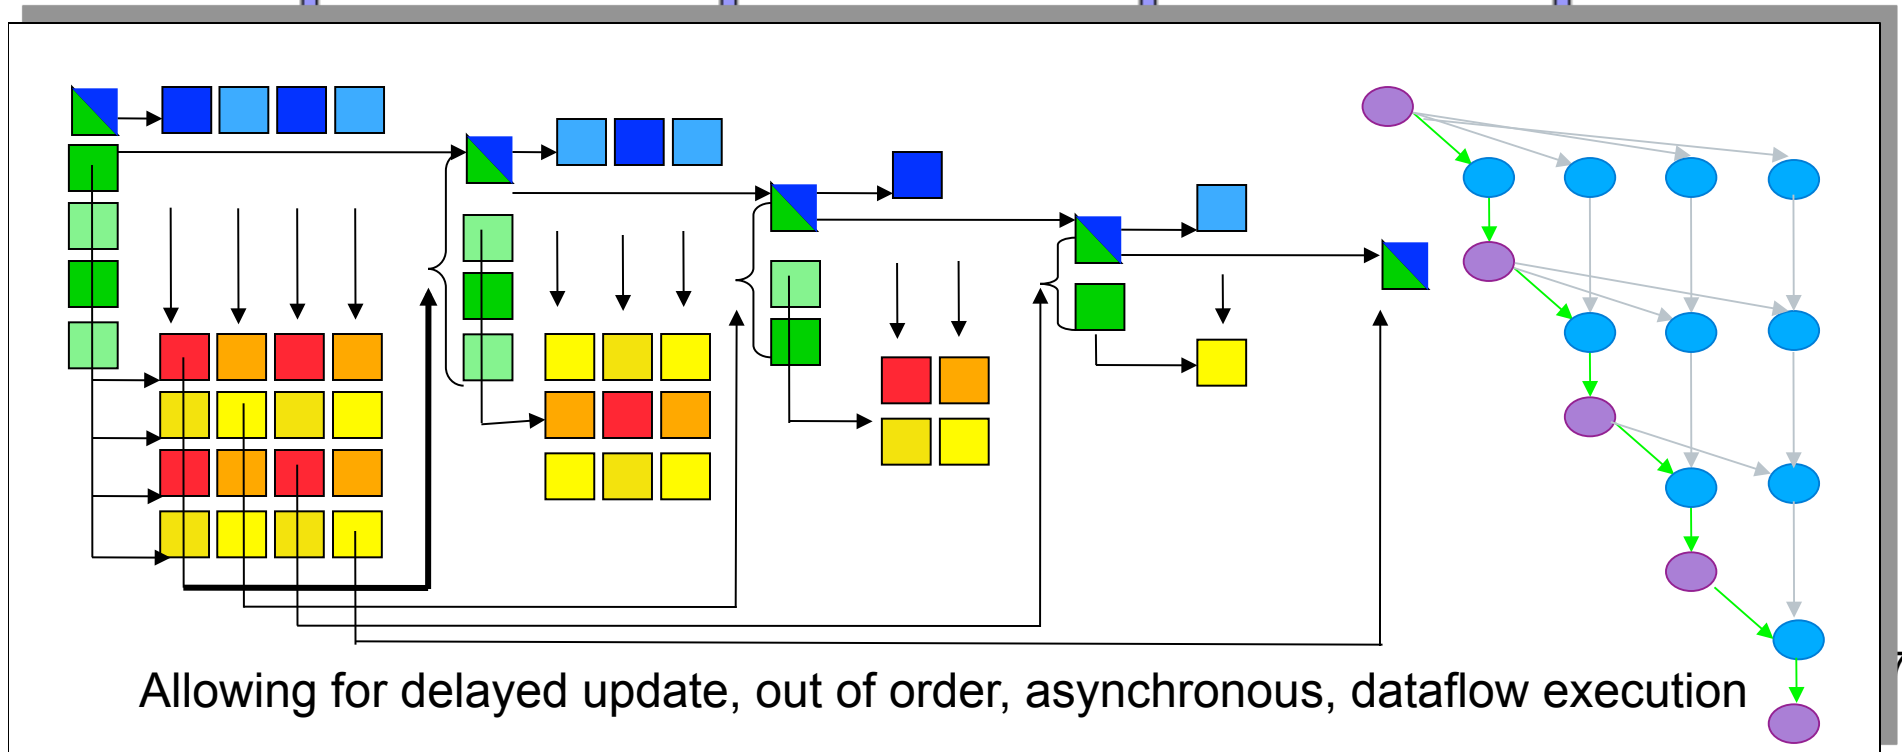 Allowing for delayed update, out of order, asynchronous, dataflow execution